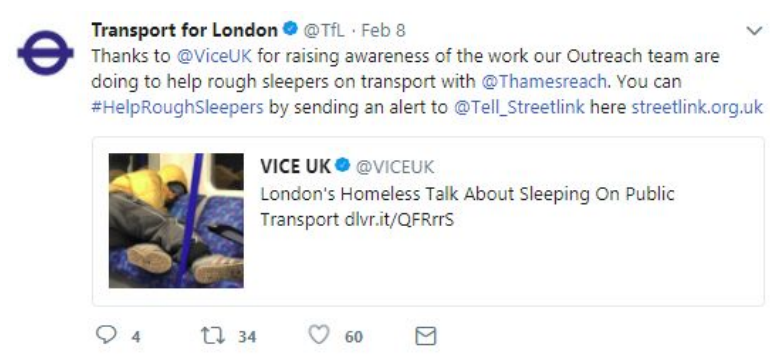 Transport for London @TfL · Feb 8
Thanks to @ViceUK for raising awareness of the work our Outreach team are
doing to help rough sleepers on transport with @Thamesreach. You can
#HelpRoughSleepers by sending an alert to @Tell_Streetlink here streetlink.org.uk
VICE UK @VICEUK
London's Homeless Talk About Sleeping On Public
Transport dlvr.it/QFRrrS
4 34 60